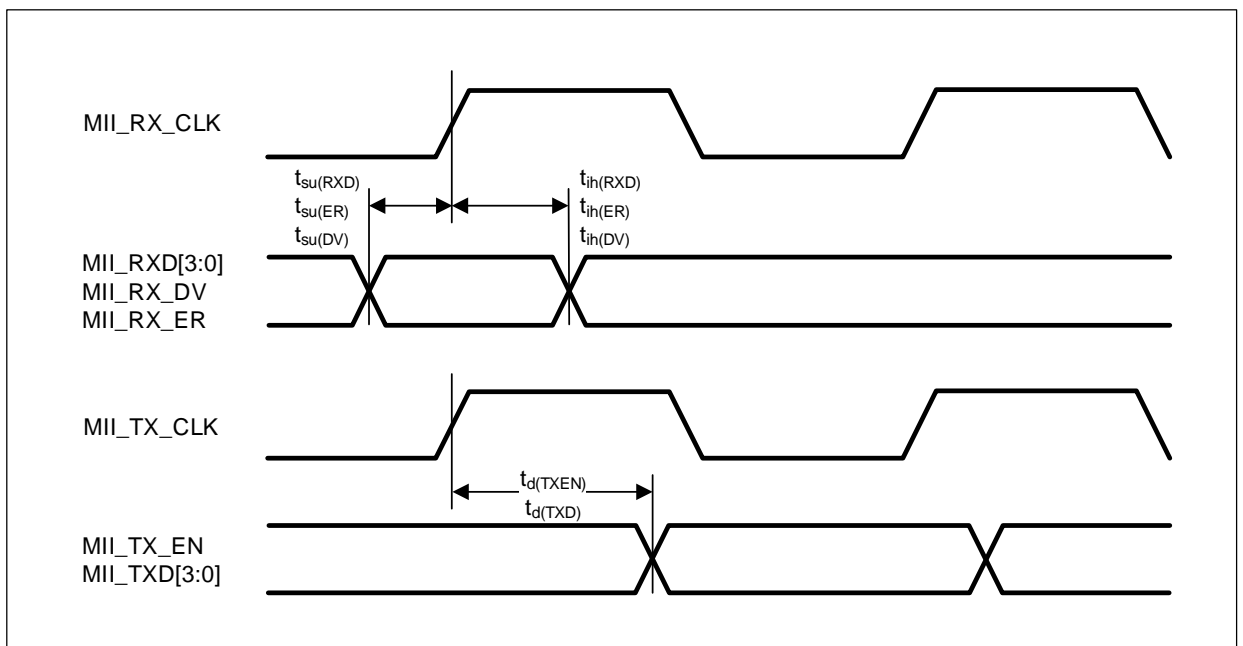 MII_RX_CLK
tsu(RXD)
tsu(ER)
tsu(DV)
tih(RXD)
tih(ER)
tih(DV)
MII_RXD[3:0]
MII_RX_DV
MII_RX_ER
MII_TX_CLK
td(TXEN)
td(TXD)
MII_TX_EN
MII_TXD[3:0]